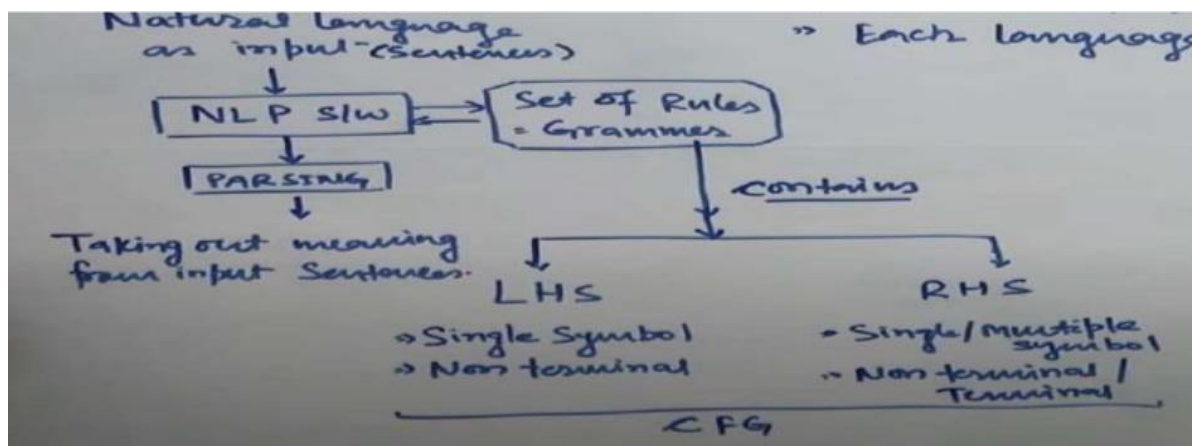 Natural Language
as input-(Sentences)
» Each language
NLP S/W
Set of Rules
= Grammes
PARSING
contains
Taking out meaning
from input Sentences.
LHS
RHS
» Single Symbol
» Non terminal
- Single/Multiple
symbol
» Non terminal /
Terminal
CFG